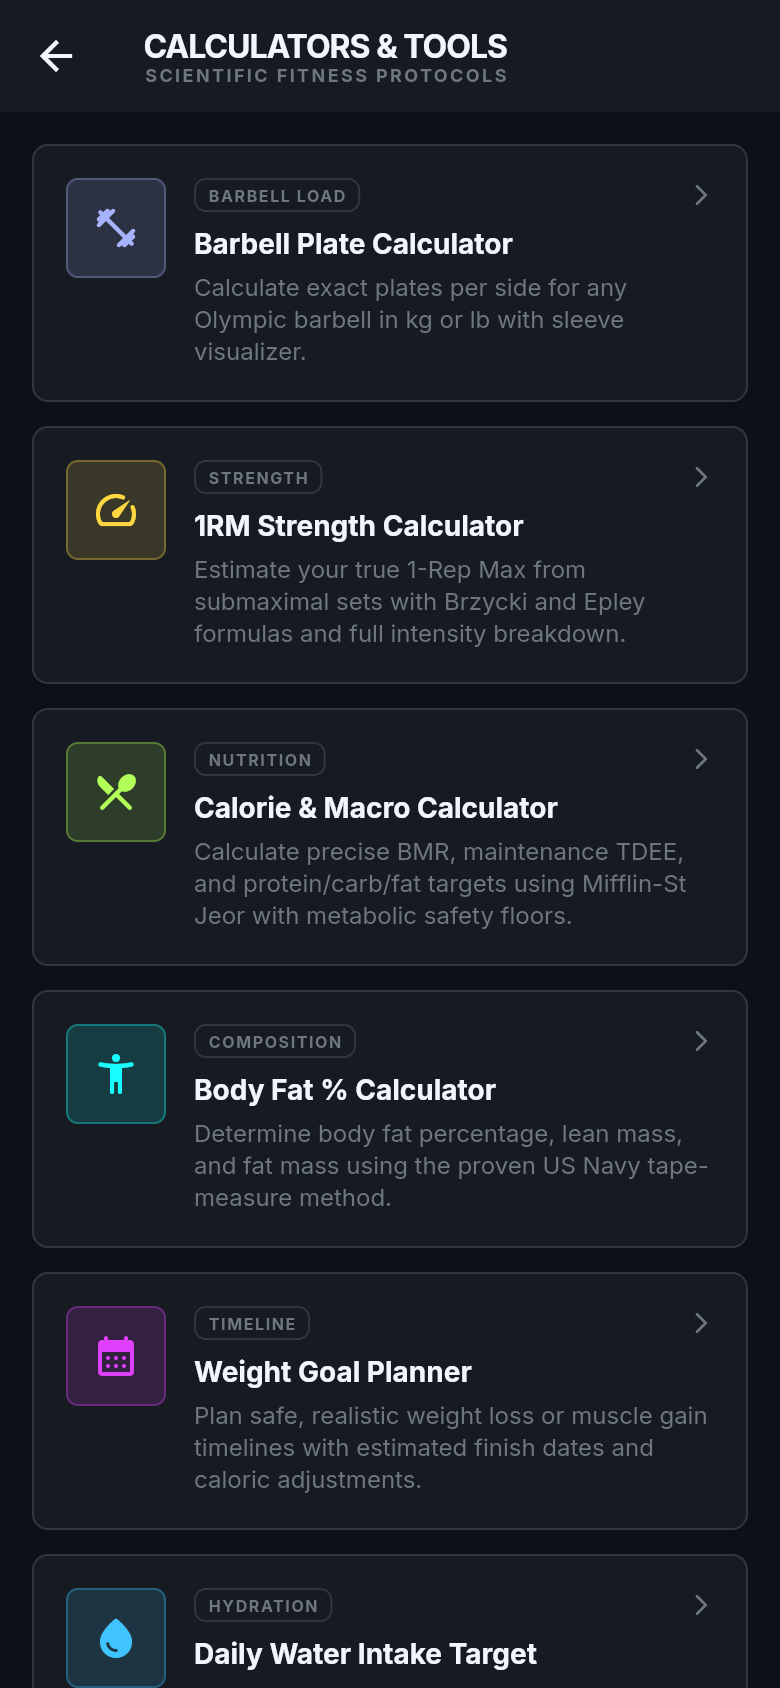 CALCULATORS & TOOLS
SCIENTIFIC FITNESS PROTOCOLS
BARBELL LOAD
Barbell Plate Calculator
Calculate exact plates per side for any
Olympic barbell in kg or lb with sleeve
visualizer.
STRENGTH
1RM Strength Calculator
Estimate your true 1-Rep Max from
submaximal sets with Brzycki and Epley
formulas and full intensity breakdown.
NUTRITION
Calorie & Macro Calculator
Calculate precise BMR, maintenance TDEE,
and protein/carb/fat targets using Mifflin-St
Jeor with metabolic safety floors.
COMPOSITION
Body Fat % Calculator
Determine body fat percentage, lean mass,
and fat mass using the proven US Navy tape-
measure method.
TIMELINE
Weight Goal Planner
Plan safe, realistic weight loss or muscle gain
timelines with estimated finish dates and
caloric adjustments.
HYDRATION
Daily Water Intake Target